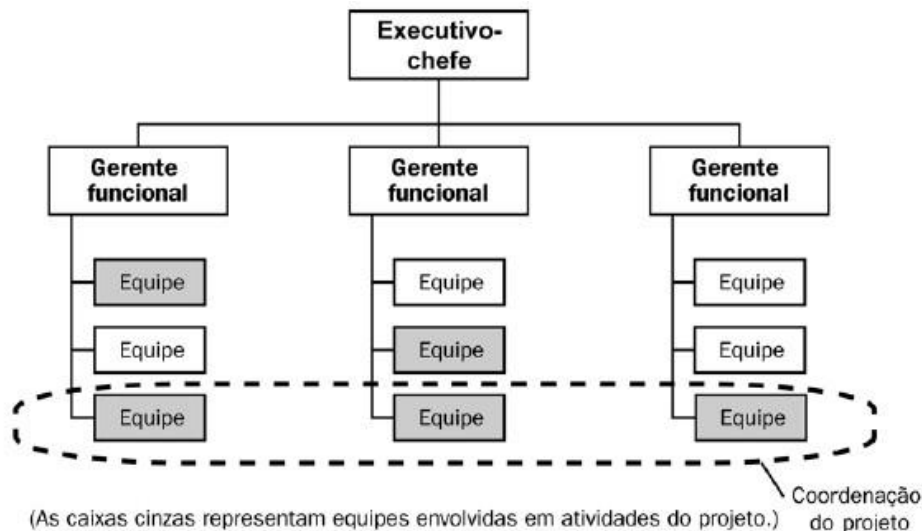 Executivo-
chefe
Gerente
funcional
Gerente
funcional
Gerente
funcional
Equipe
Equipe
Equipe
Equipe
Equipe
Equipe
Equipe
Equipe
Equipe
(As caixas cinzas representam equipes envolvidas em atividades do projeto.)
Coordenação
do projeto